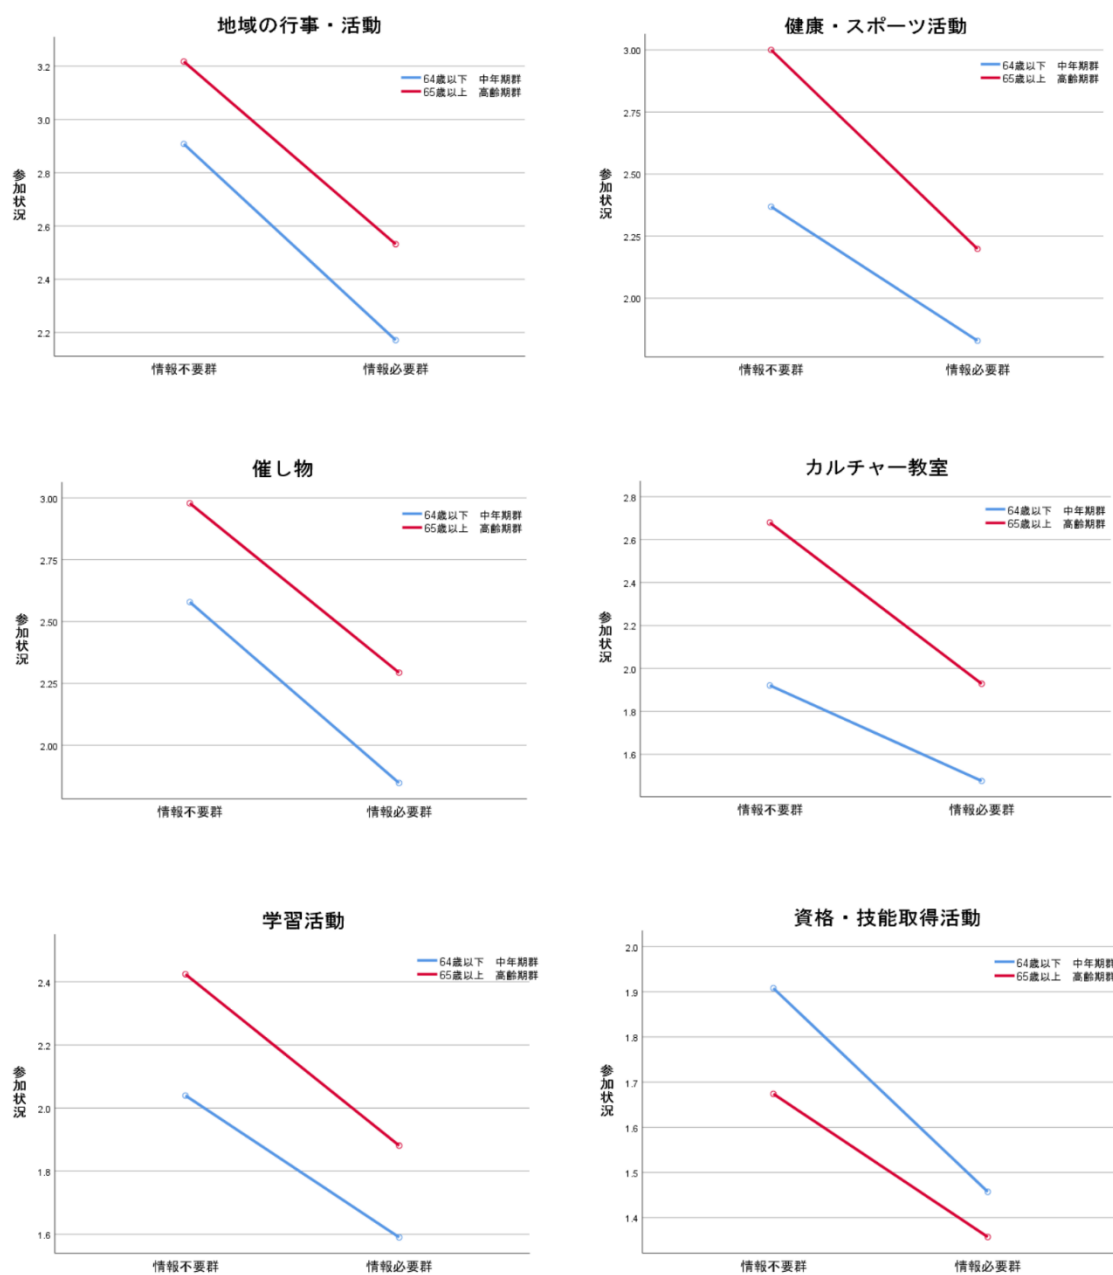 地域の行事・活動
64歳以下 中年期群
65歳以上 高齢期群
3.2
3.0
2.8
2.6
2.4
2.2
参加状況
情報不要群 情報必要群
健康・スポーツ活動
64歳以下 中年期群
65歳以上 高齢期群
3.00
2.75
2.50
2.25
2.00
参加状況
情報不要群 情報必要群
催し物
64歳以下 中年期群
65歳以上 高齢期群
3.00
2.75
2.50
2.25
2.00
参加状況
情報不要群 情報必要群
カルチャー教室
64歳以下 中年期群
65歳以上 高齢期群
2.8
2.6
2.4
2.2
2.0
1.8
1.6
参加状況
情報不要群 情報必要群
学習活動
64歳以下 中年期群
65歳以上 高齢期群
2.4
2.2
2.0
1.8
1.6
参加状況
情報不要群 情報必要群
資格・技能取得活動
64歳以下 中年期群
65歳以上 高齢期群
2.0
1.9
1.8
1.7
1.6
1.5
1.4
参加状況
情報不要群 情報必要群